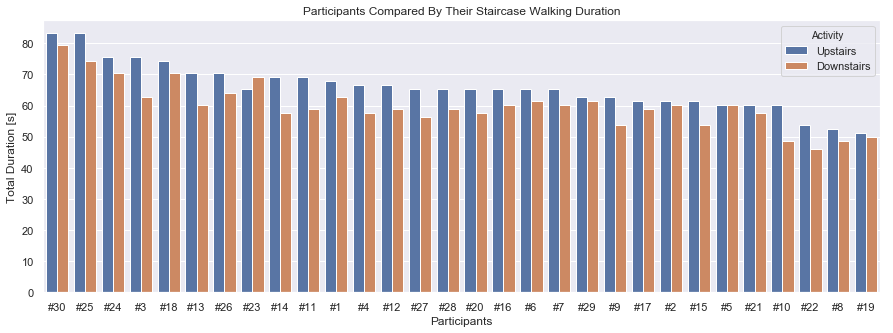 Participants Compared By Their Staircase Walking Duration
Activity
Upstairs
Downstairs
Total Duration [s]
80
70
60
50
40
30
20
10
0
#30 #25 #24 #3 #18 #13 #26 #23 #14 #11 #1 #4 #12 #27 #28 #20 #16 #6 #7 #29 #9 #17 #2 #15 #5 #21 #10 #22 #8 #19
Participants